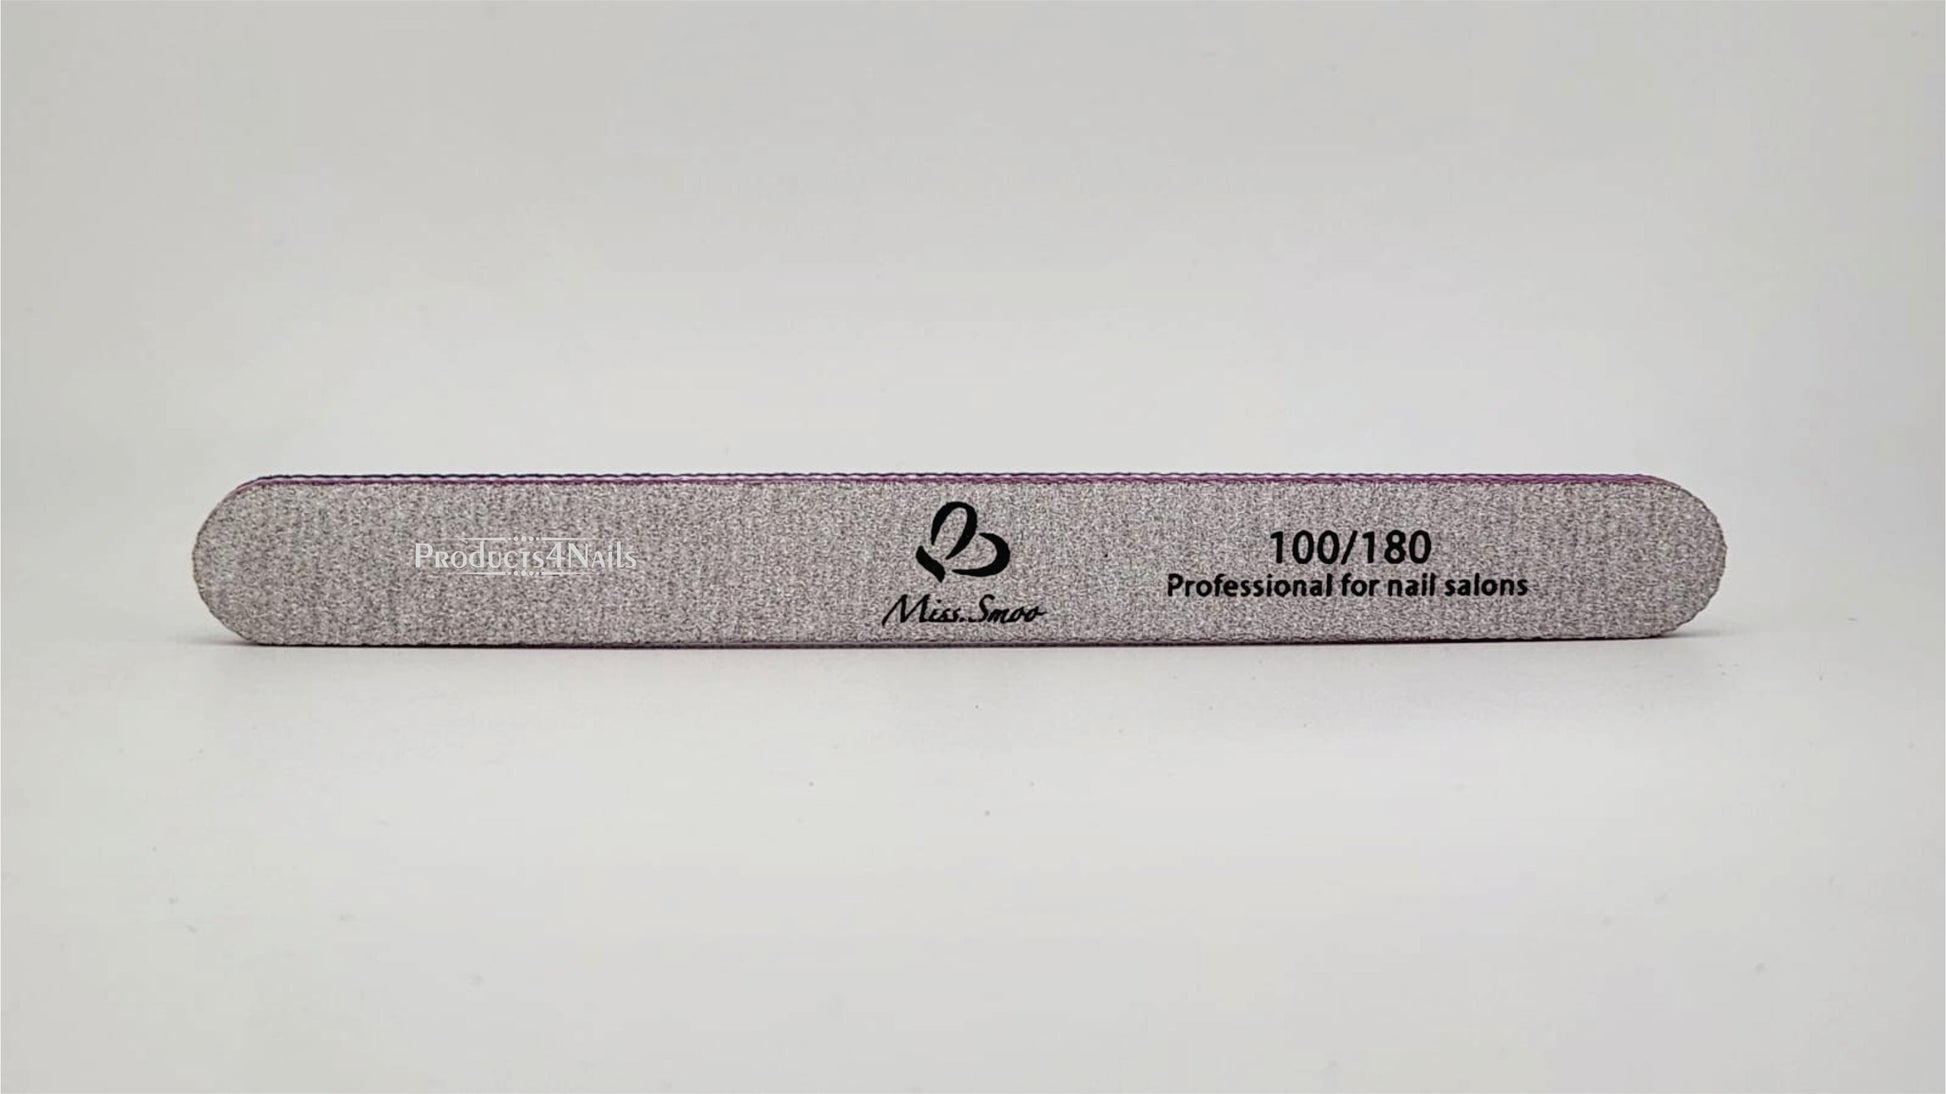 Products4Nails
Miss.Smoo
100/180
Professional for nail salons